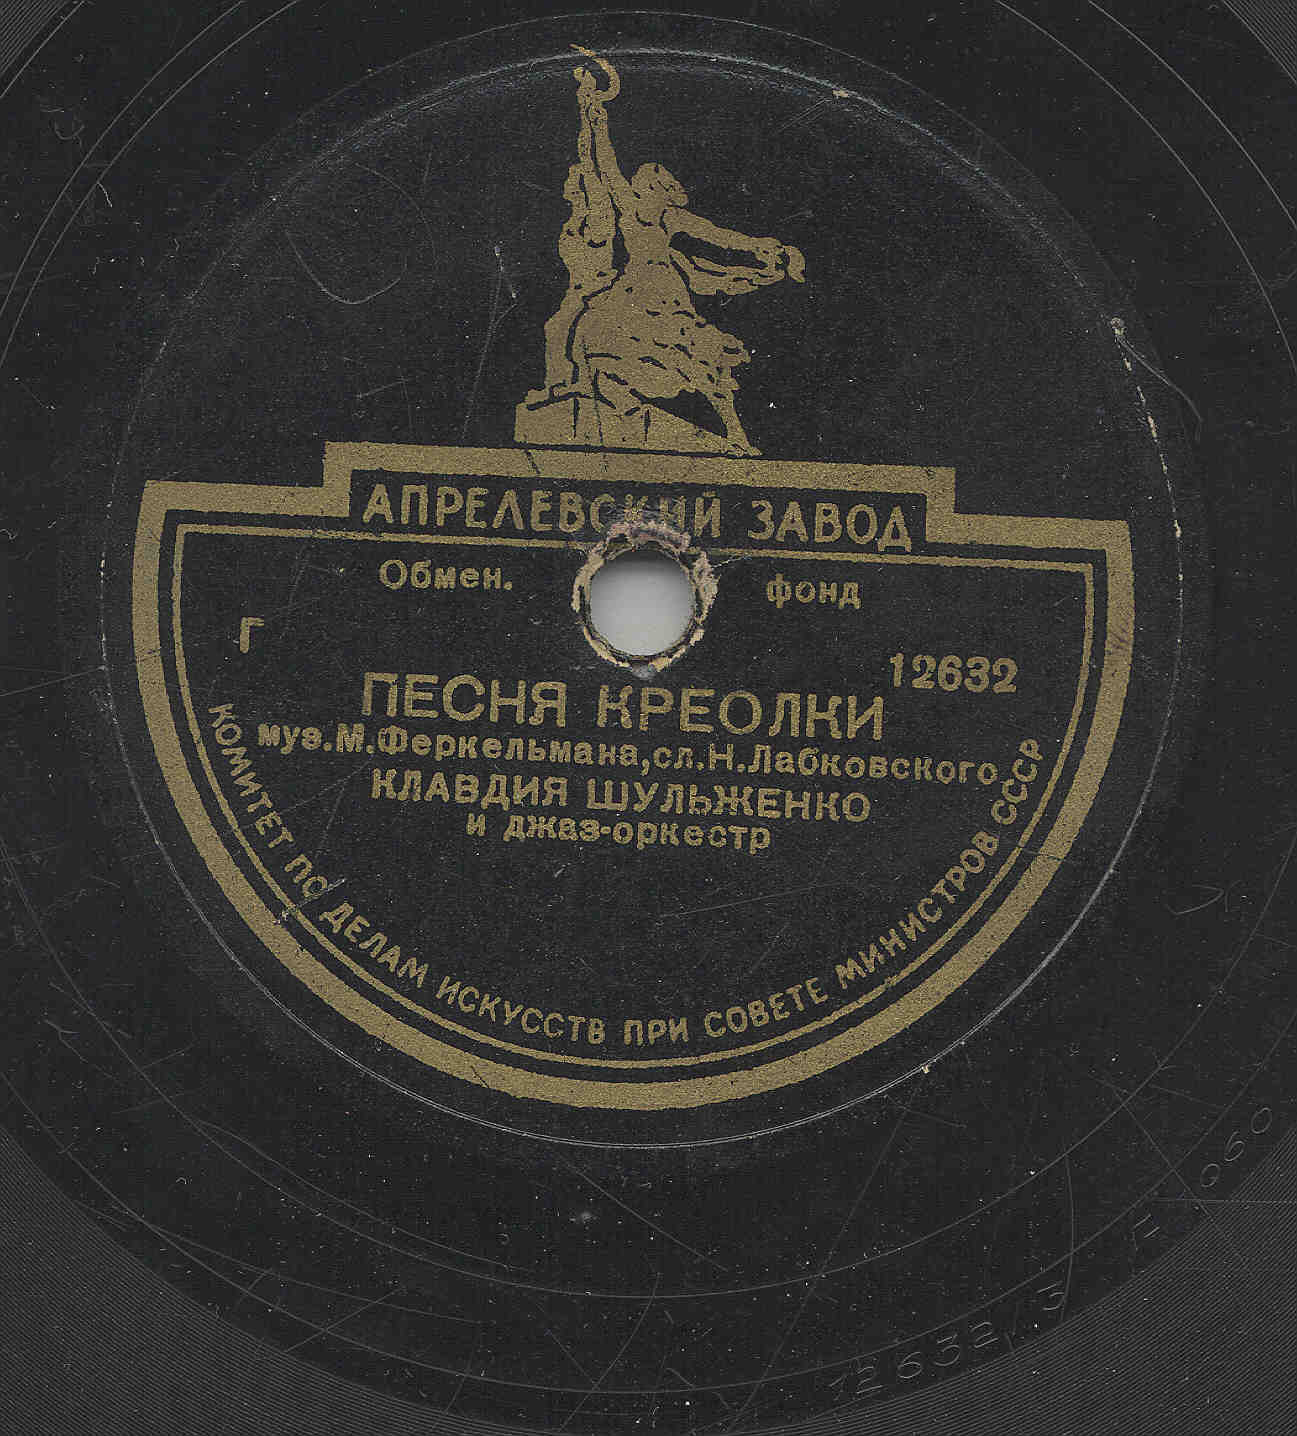 АПРЕЛЕВСКИЙ ЗАВОД
Обмен. фонд
Г 12632
ПЕСНЯ КРЕОЛКИ
муз.М.Феркельмана,сл.Н.Лабковского
КЛАВДИЯ ШУЛЬЖЕНКО
и джаз-оркестр
КОМИТЕТ ПО ДЕЛАМ ИСКУССТВ ПРИ СОВЕТЕ МИНИСТРОВ СССР
12632